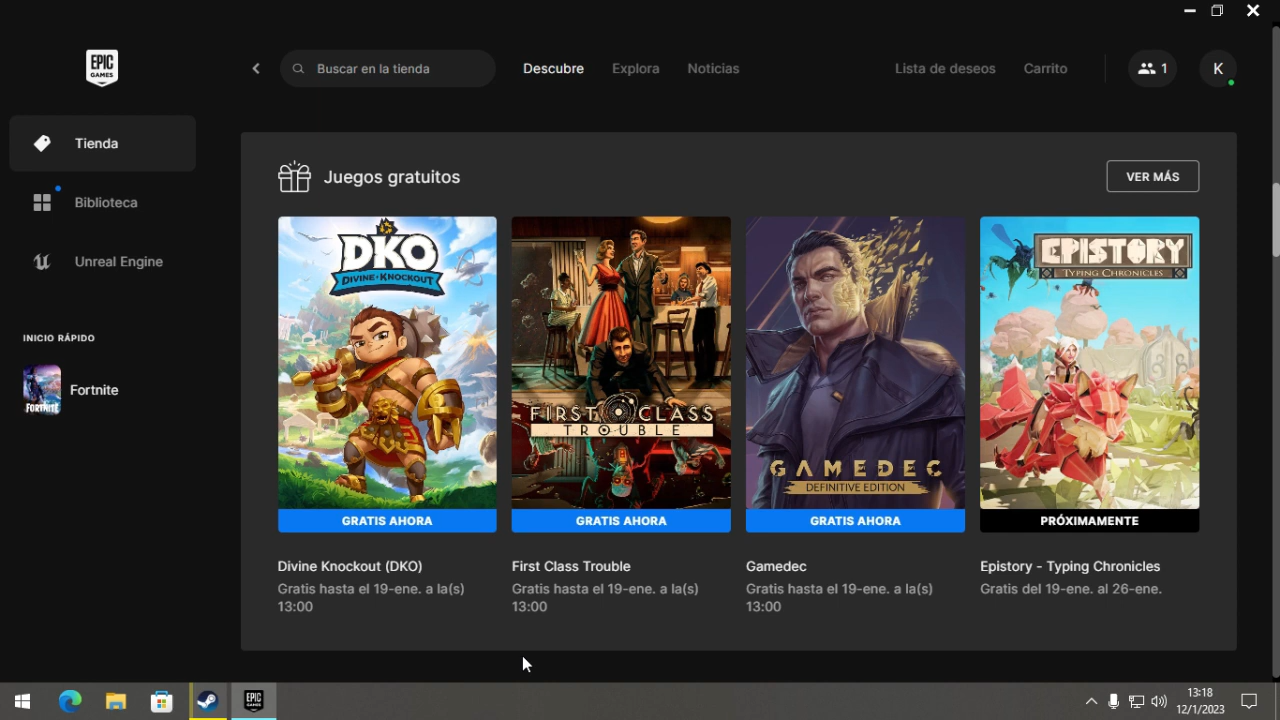 EPIC
GAMES
Buscar en la tienda
Descubre
Explora
Noticias
Lista de deseos
Carrito
1
K
Tienda
Biblioteca
Unreal Engine
INICIO RÁPIDO
FORTNITE
Fortnite
Juegos gratuitos
VER MÁS
DKO
DIVINE KNOCKOUT
FIRST CLASS
TROUBLE
GAMEDEC
DEFINITIVE EDITION
EPISTORY
TYPING CHRONICLES
GRATIS AHORA
GRATIS AHORA
GRATIS AHORA
PRÓXIMAMENTE
Divine Knockout (DKO)
Gratis hasta el 19-ene. a la(s)
13:00
First Class Trouble
Gratis hasta el 19-ene. a la(s)
13:00
Gamedec
Gratis hasta el 19-ene. a la(s)
13:00
Epistory - Typing Chronicles
Gratis del 19-ene. al 26-ene.
EPIC
GAMES
13:18
12/1/2023